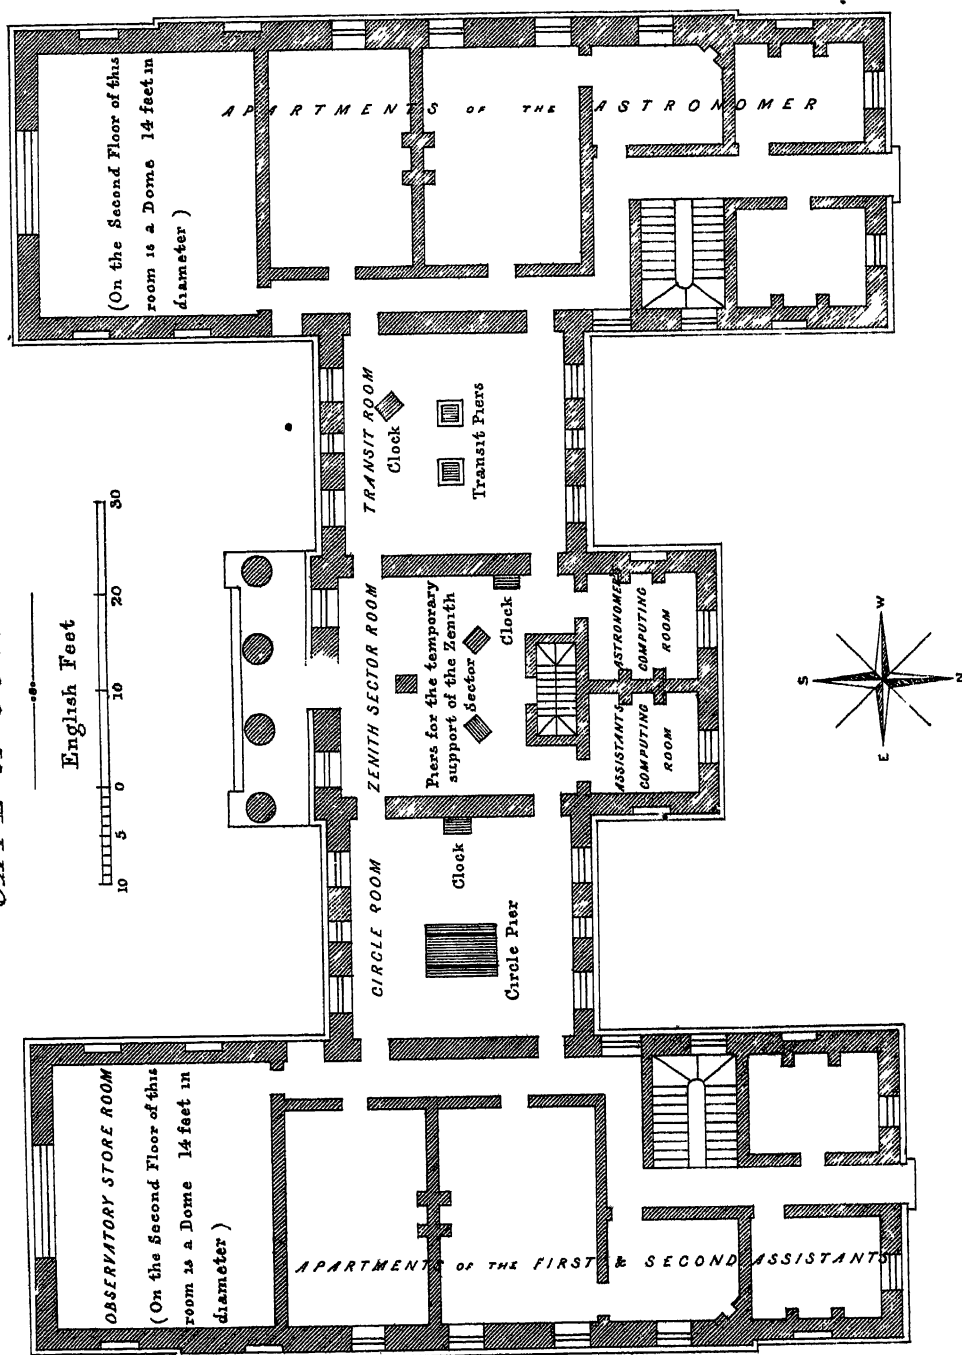 English Feet
10 5 0 10 20 30
OBSERVATORY STORE ROOM
(On the Second Floor of this
room is a Dome 14 feet in
diameter)
APARTMENTS OF THE FIRST & SECOND ASSISTANTS
CIRCLE ROOM
Clock
Circle Pier
ZENITH SECTOR ROOM
Piers for the temporary
support of the Zenith
Sector
Clock
ASSISTANTS
COMPUTING
ROOM
ASTRONOMERS
COMPUTING
ROOM
TRANSIT ROOM
Clock
Transit Piers
(On the Second Floor of this
room is a Dome 14 feet in
diameter)
APARTMENTS OF THE ASTRONOMER
S
E
W
N